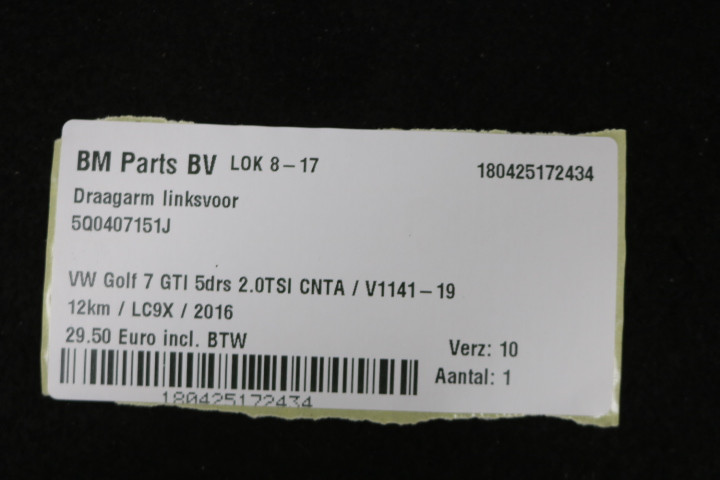 BM Parts BV LOK 8-17 180425172434
Draagarm linksvoor
5Q0407151J
VW Golf 7 GTI 5drs 2.0TSI CNTA / V1141-19
12km / LC9X / 2016
29.50 Euro incl. BTW
Verz: 10
Aantal: 1
180425172434